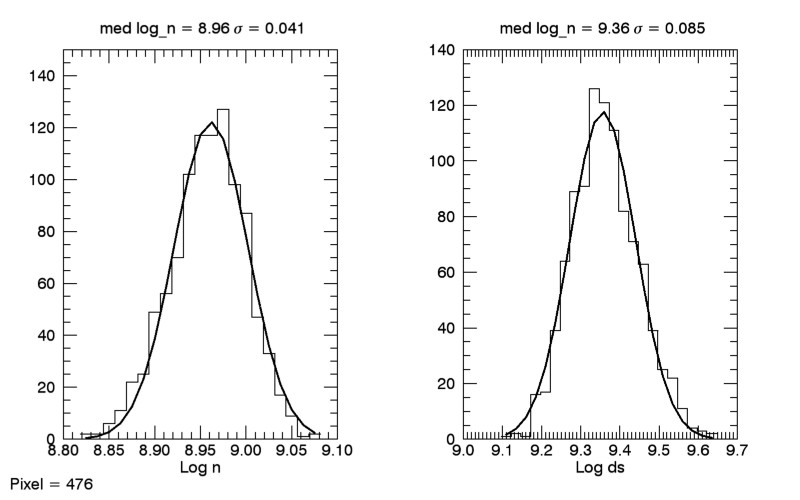 med log_n = 8.96 σ = 0.041
140
120
100
80
60
40
20
0
8.80 8.85 8.90 8.95 9.00 9.05 9.10
Log n
med log_n = 9.36 σ = 0.085
140
120
100
80
60
40
20
0
9.0 9.1 9.2 9.3 9.4 9.5 9.6 9.7
Log ds
Pixel = 476